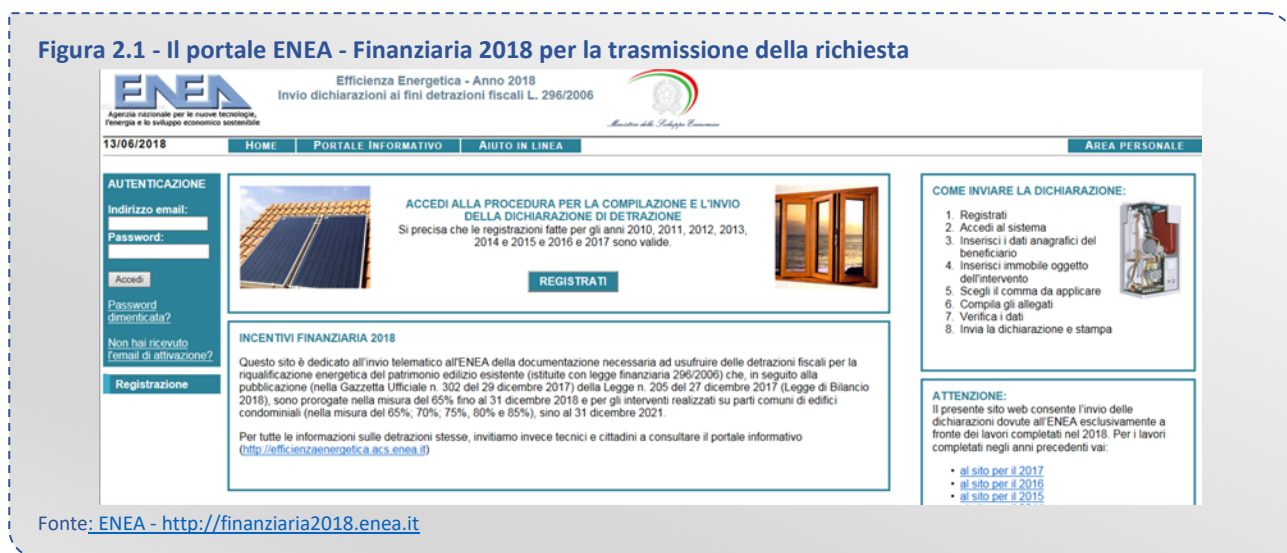 Figura 2.1 - Il portale ENEA - Finanziaria 2018 per la trasmissione della richiesta
ENEA
Agenzia nazionale per le nuove tecnologie,
l'energia e lo sviluppo economico sostenibile
Efficienza Energetica - Anno 2018
Invio dichiarazioni ai fini detrazioni fiscali L. 296/2006
Ministero dello Sviluppo Economico
13/06/2018
HOME
PORTALE INFORMATIVO
AIUTO IN LINEA
AREA PERSONALE
AUTENTICAZIONE
Indirizzo email:
Password:
Accedi
Password
dimenticata?
Non hai ricevuto
l'email di attivazione?
Registrazione
ACCEDI ALLA PROCEDURA PER LA COMPILAZIONE E L'INVIO
DELLA DICHIARAZIONE DI DETRAZIONE
Si precisa che le registrazioni fatte per gli anni 2010, 2011, 2012, 2013,
2014 e 2015 e 2016 e 2017 sono valide.
REGISTRATI
INCENTIVI FINANZIARIA 2018
Questo sito è dedicato all'invio telematico all'ENEA della documentazione necessaria ad usufruire delle detrazioni fiscali per la
riqualificazione energetica del patrimonio edilizio esistente (istituite con legge finanziaria 296/2006) che, in seguito alla
pubblicazione (nella Gazzetta Ufficiale n. 302 del 29 dicembre 2017) della Legge n. 205 del 27 dicembre 2017 (Legge di Bilancio
2018), sono prorogate nella misura del 65% fino al 31 dicembre 2018 e per gli interventi realizzati su parti comuni di edifici
condominiali (nella misura del 65%; 70%; 75%, 80% e 85%), sino al 31 dicembre 2021.
Per tutte le informazioni sulle detrazioni stesse, invitiamo invece tecnici e cittadini a consultare il portale informativo
(http://efficienzaenergetica.acs.enea.it)
COME INVIARE LA DICHIARAZIONE:
1. Registrati
2. Accedi al sistema
3. Inserisci i dati anagrafici del
beneficiario
4. Inserisci immobile oggetto
dell'intervento
5. Scegli il comma da applicare
6. Compila gli allegati
7. Verifica i dati
8. Invia la dichiarazione e stampa
ATTENZIONE:
Il presente sito web consente l'invio delle
dichiarazioni dovute all'ENEA esclusivamente a
fronte dei lavori completati nel 2018. Per i lavori
completati negli anni precedenti vai:
• al sito per il 2017
• al sito per il 2016
• al sito per il 2015
Fonte: ENEA - http://finanziaria2018.enea.it